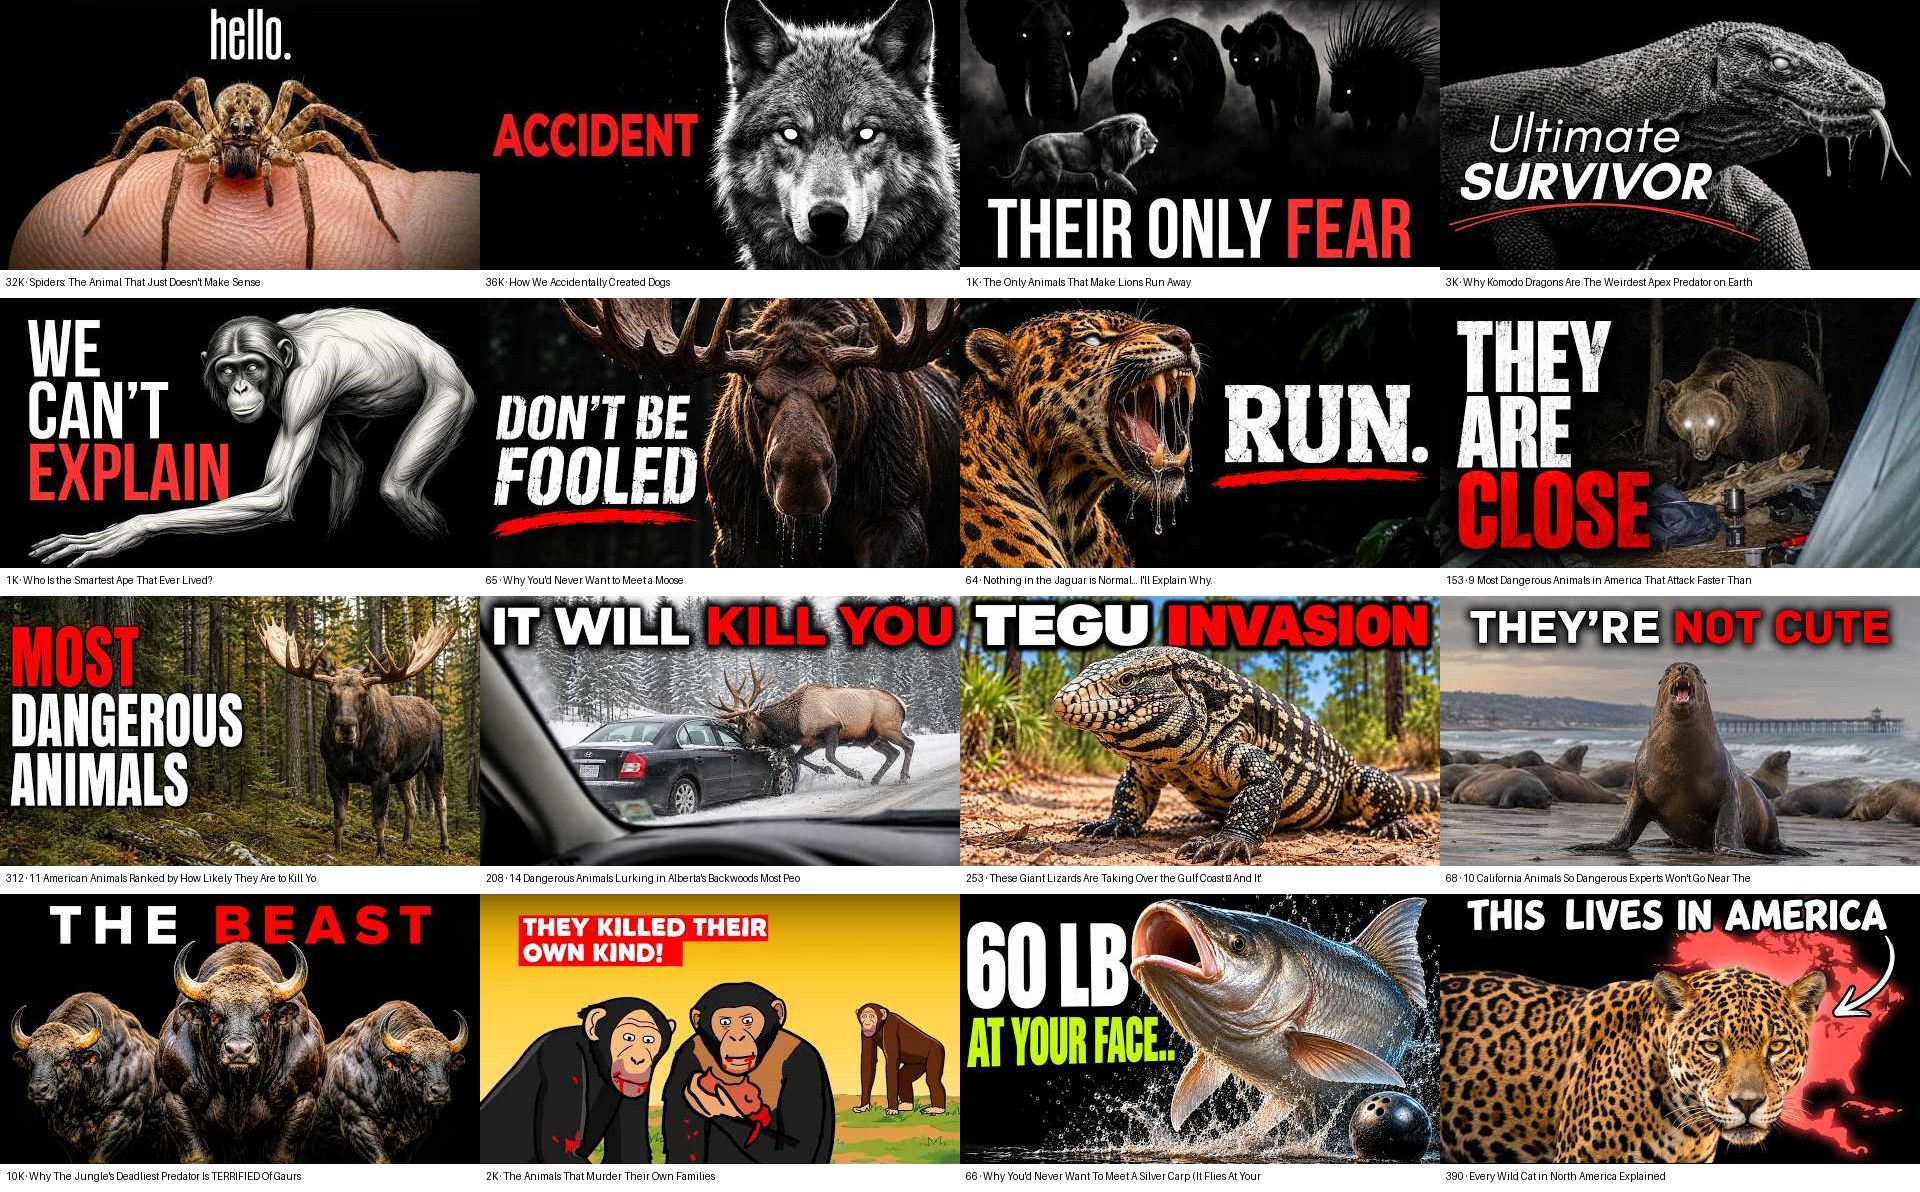 hello.
32K · Spiders: The Animal That Just Doesn't Make Sense
ACCIDENT
36K · How We Accidentally Created Dogs
THEIR ONLY FEAR
1K · The Only Animals That Make Lions Run Away
Ultimate
SURVIVOR
3K · Why Komodo Dragons Are The Weirdest Apex Predator on Earth
WE
CAN'T
EXPLAIN
1K · Who Is the Smartest Ape That Ever Lived?
DON'T BE
FOOLED
65 · Why You'd Never Want to Meet a Moose
RUN.
64 · Nothing in the Jaguar is Normal... I'll Explain Why.
THEY
ARE
CLOSE
153 · 9 Most Dangerous Animals in America That Attack Faster Than
MOST
DANGEROUS
ANIMALS
312 · 11 American Animals Ranked by How Likely They Are to Kill Yo
IT WILL KILL YOU
208 · 14 Dangerous Animals Lurking in Alberta's Backwoods Most Peo
TEGU INVASION
253 · These Giant Lizards Are Taking Over the Gulf Coast And It'
THEY'RE NOT CUTE
68 · 10 California Animals So Dangerous Experts Won't Go Near The
THE BEAST
10K · Why The Jungle's Deadliest Predator Is TERRIFIED Of Gaurs
THEY KILLED THEIR
OWN KIND!
2K · The Animals That Murder Their Own Families
60 LB
AT YOUR FACE..
66 · Why You'd Never Want To Meet A Silver Carp (It Flies At Your
THIS LIVES IN AMERICA
390 · Every Wild Cat in North America Explained